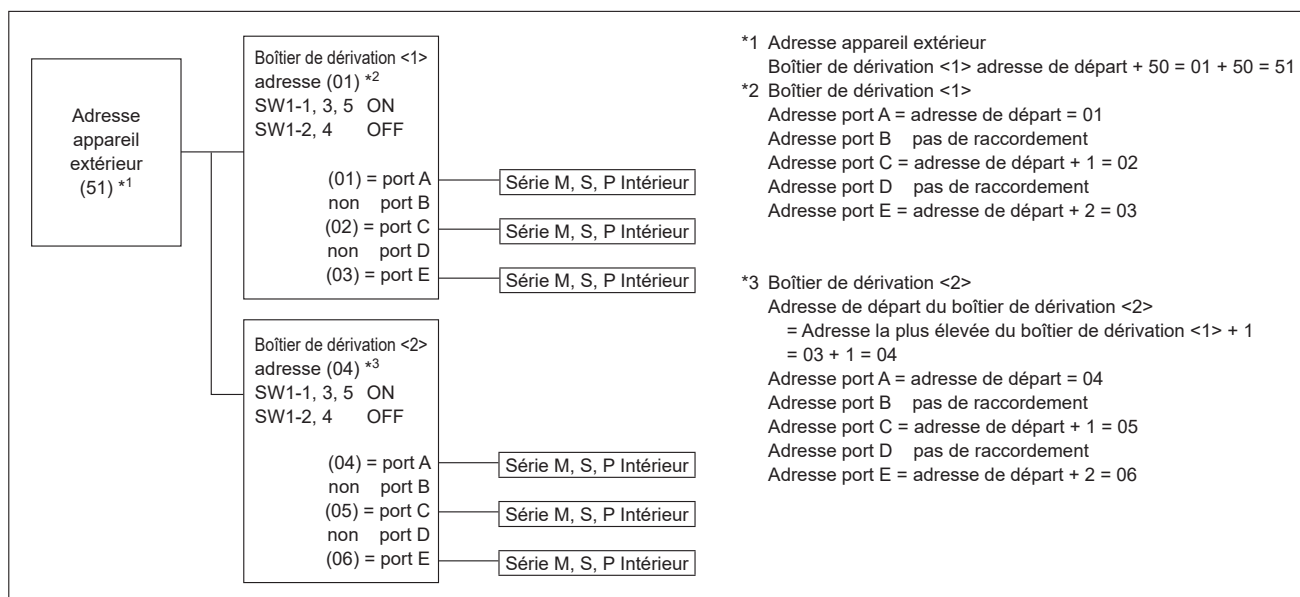 Adresse
appareil
extérieur
(51) *1
Boîtier de dérivation <1>
adresse (01) *2
SW1-1, 3, 5 ON
SW1-2, 4 OFF
(01) = port A
non port B
(02) = port C
non port D
(03) = port E
Série M, S, P Intérieur
Série M, S, P Intérieur
Série M, S, P Intérieur
Boîtier de dérivation <2>
adresse (04) *3
SW1-1, 3, 5 ON
SW1-2, 4 OFF
(04) = port A
non port B
(05) = port C
non port D
(06) = port E
Série M, S, P Intérieur
Série M, S, P Intérieur
Série M, S, P Intérieur
*1 Adresse appareil extérieur
Boîtier de dérivation <1> adresse de départ + 50 = 01 + 50 = 51
*2 Boîtier de dérivation <1>
Adresse port A = adresse de départ = 01
Adresse port B pas de raccordement
Adresse port C = adresse de départ + 1 = 02
Adresse port D pas de raccordement
Adresse port E = adresse de départ + 2 = 03
*3 Boîtier de dérivation <2>
Adresse de départ du boîtier de dérivation <2>
= Adresse la plus élevée du boîtier de dérivation <1> + 1
= 03 + 1 = 04
Adresse port A = adresse de départ = 04
Adresse port B pas de raccordement
Adresse port C = adresse de départ + 1 = 05
Adresse port D pas de raccordement
Adresse port E = adresse de départ + 2 = 06